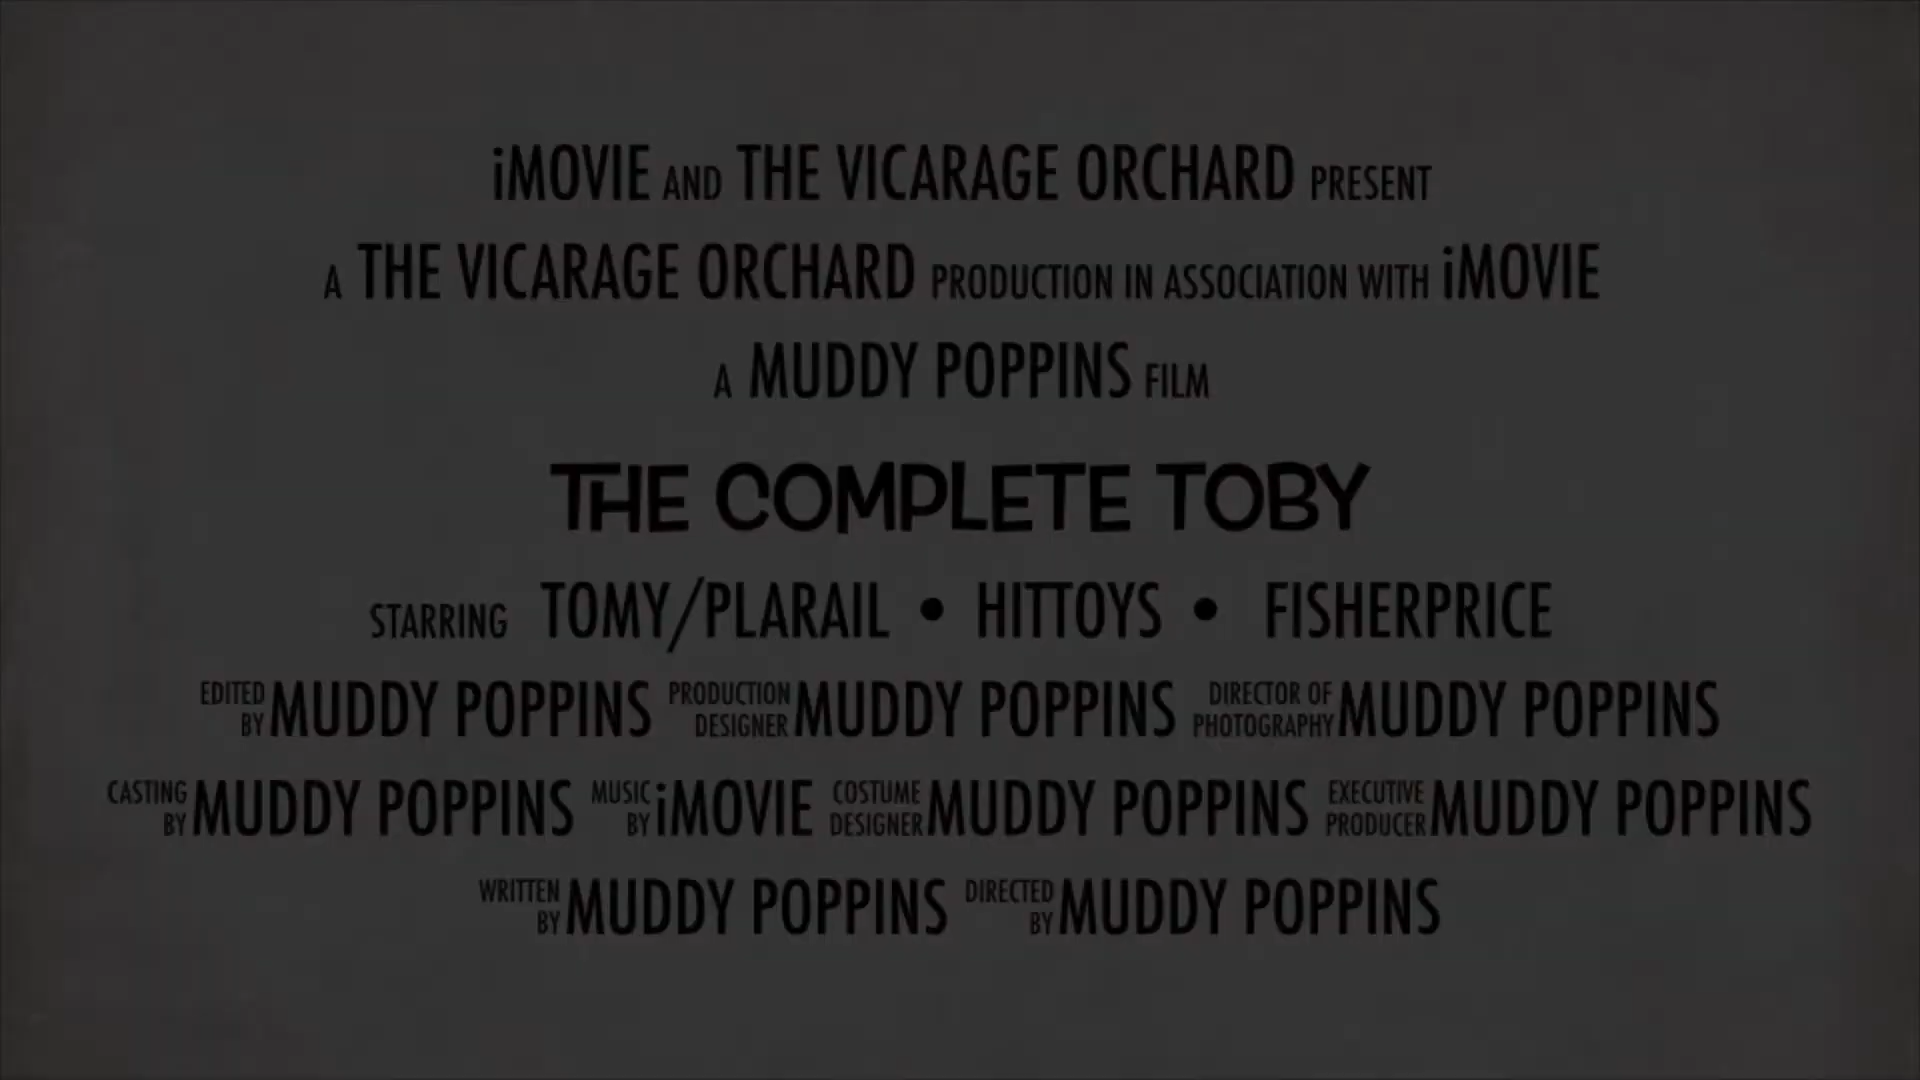 iMOVIE AND THE VICARAGE ORCHARD PRESENT
A THE VICARAGE ORCHARD PRODUCTION IN ASSOCIATION WITH iMOVIE
A MUDDY POPPINS FILM
THE COMPLETE TOBY
STARRING TOMY/PLARAIL • HITTOYS • FISHERPRICE
EDITED BY MUDDY POPPINS PRODUCTION DESIGNER MUDDY POPPINS DIRECTOR OF PHOTOGRAPHY MUDDY POPPINS
CASTING BY MUDDY POPPINS MUSIC BY iMOVIE COSTUME DESIGNER MUDDY POPPINS EXECUTIVE PRODUCER MUDDY POPPINS
WRITTEN BY MUDDY POPPINS DIRECTED BY MUDDY POPPINS